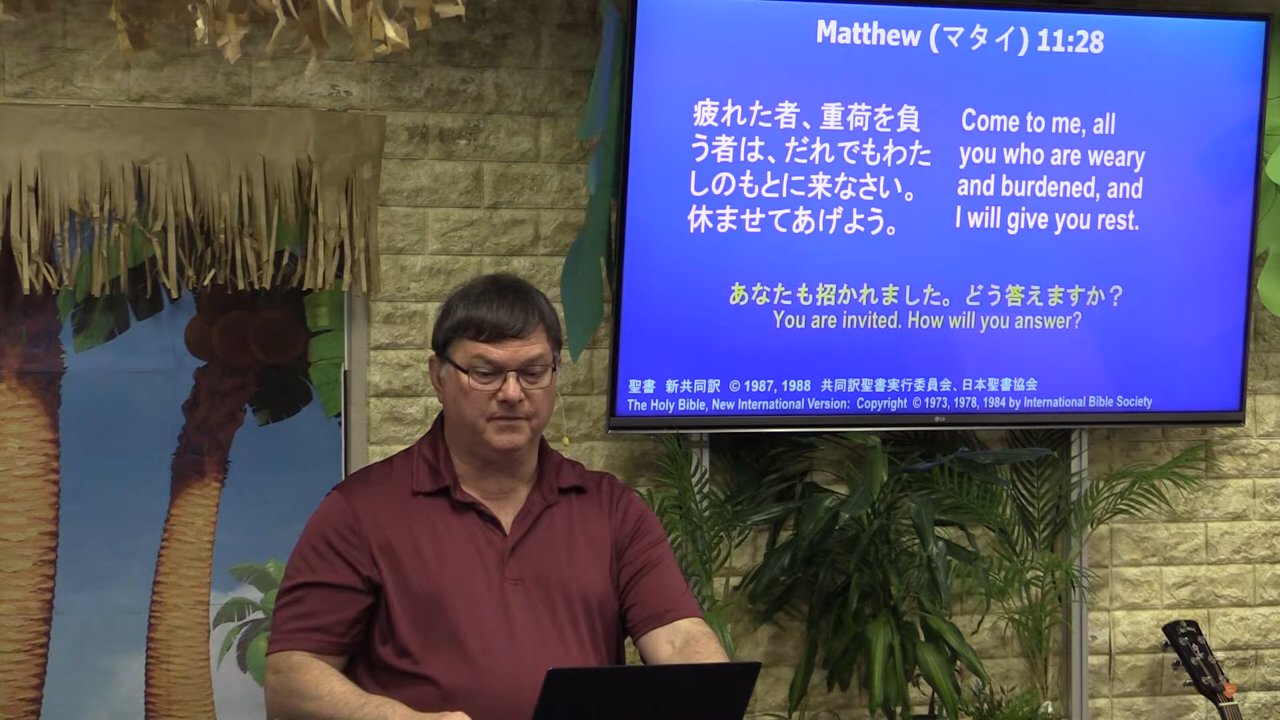 Matthew (マタイ) 11:28
疲れた者、重荷を負
う者は、だれでもわた
しのもとに来なさい。
休ませてあげよう。
Come to me, all
you who are weary
and burdened, and
I will give you rest.
あなたも招かれました。どう答えますか？
You are invited. How will you answer?
聖書 新共同訳 © 1987, 1988 共同訳聖書実行委員会、日本聖書協会
The Holy Bible, New International Version: Copyright © 1973, 1978, 1984 by International Bible Society
LG